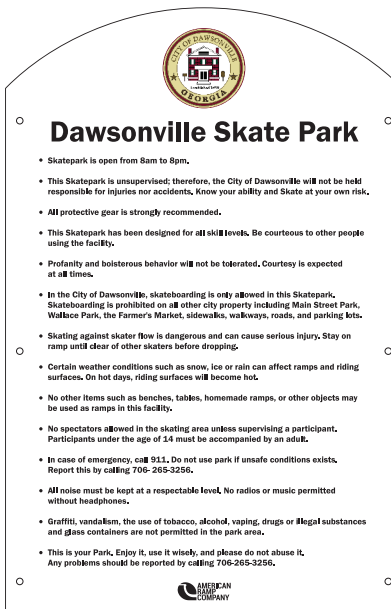 CITY OF DAWSONVILLE
GEORGIA
Dawsonville Skate Park
• Skatepark is open from 8am to 8pm.
• This Skatepark is unsupervised; therefore, the City of Dawsonville will not be held
responsible for injuries nor accidents. Know your ability and Skate at your own risk.
• All protective gear is strongly recommended.
• This Skatepark has been designed for all skill levels. Be courteous to other people
using the facility.
• Profanity and boisterous behavior will not be tolerated. Courtesy is expected
at all times.
• In the City of Dawsonville, skateboarding is only allowed in this Skatepark.
Skateboarding is prohibited on all other city property including Main Street Park,
Wallace Park, the Farmer's Market, sidewalks, walkways, roads, and parking lots.
• Skating against skater flow is dangerous and can cause serious injury. Stay on
ramp until clear of other skaters before dropping.
• Certain weather conditions such as snow, ice or rain can affect ramps and riding
surfaces. On hot days, riding surfaces will become hot.
• No other items such as benches, tables, homemade ramps, or other objects may
be used as ramps in this facility.
• No spectators allowed in the skating area unless supervising a participant.
Participants under the age of 14 must be accompanied by an adult.
• In case of emergency, call 911. Do not use park if unsafe conditions exists.
Report this by calling 706- 265-3256.
• All noise must be kept at a respectable level. No radios or music permitted
without headphones.
• Graffiti, vandalism, the use of tobacco, alcohol, vaping, drugs or illegal substances
and glass containers are not permitted in the park area.
• This is your Park. Enjoy it, use it wisely, and please do not abuse it.
Any problems should be reported by calling 706-265-3256.
AMERICAN
RAMP
COMPANY